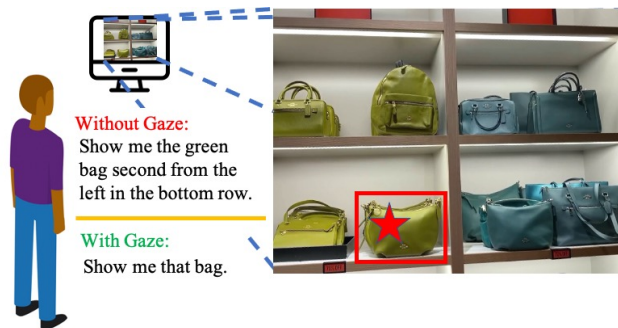 Without Gaze:
Show me the green
bag second from the
left in the bottom row.
With Gaze:
Show me that bag.